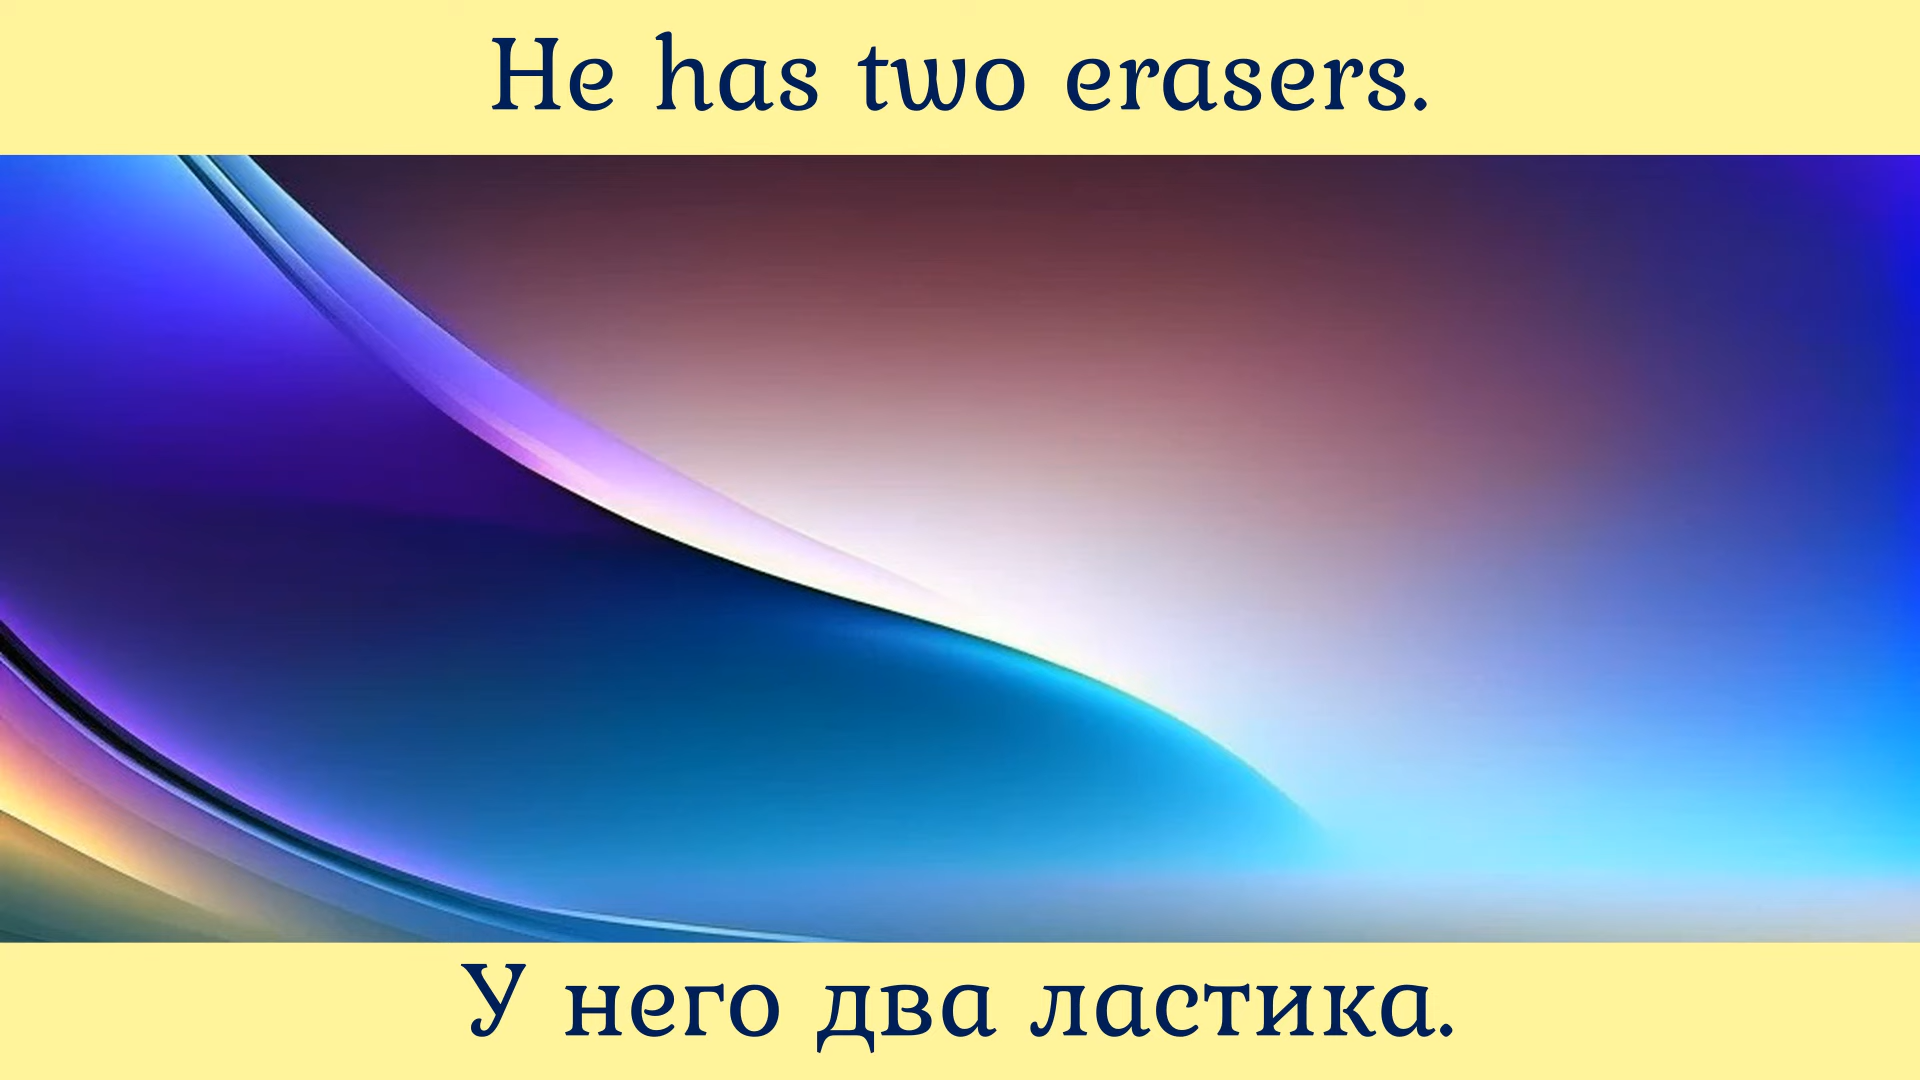 He has two erasers.
У него два ластика.